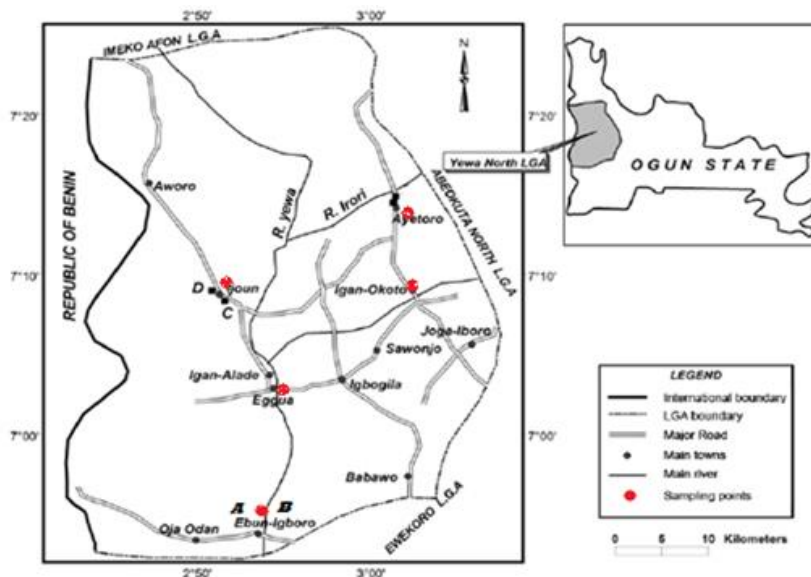 2°50'
3°00'
IMEKO AFON L.G.A
N
7°20'
7°20'
Yewa North LGA
OGUN STATE
Aworo
R. yewa
R. Irori
Ayetoro
ABEOKUTA NORTH L.G.A
REPUBLIC OF BENIN
7°10'
7°10'
D
C
Igan-Okoto
Joga-Iboro
Sawonjo
Igan-Alade
Igbogila
Eggua
7°00'
7°00'
Babawo
A B
Ebun-Igboro
Oja Odan
EWEKORO L.G.A
2°50'
3°00'
LEGEND
International boundary
LGA boundary
Major Road
Main towns
Main river
Sampling points
0 5 10 Kilometers